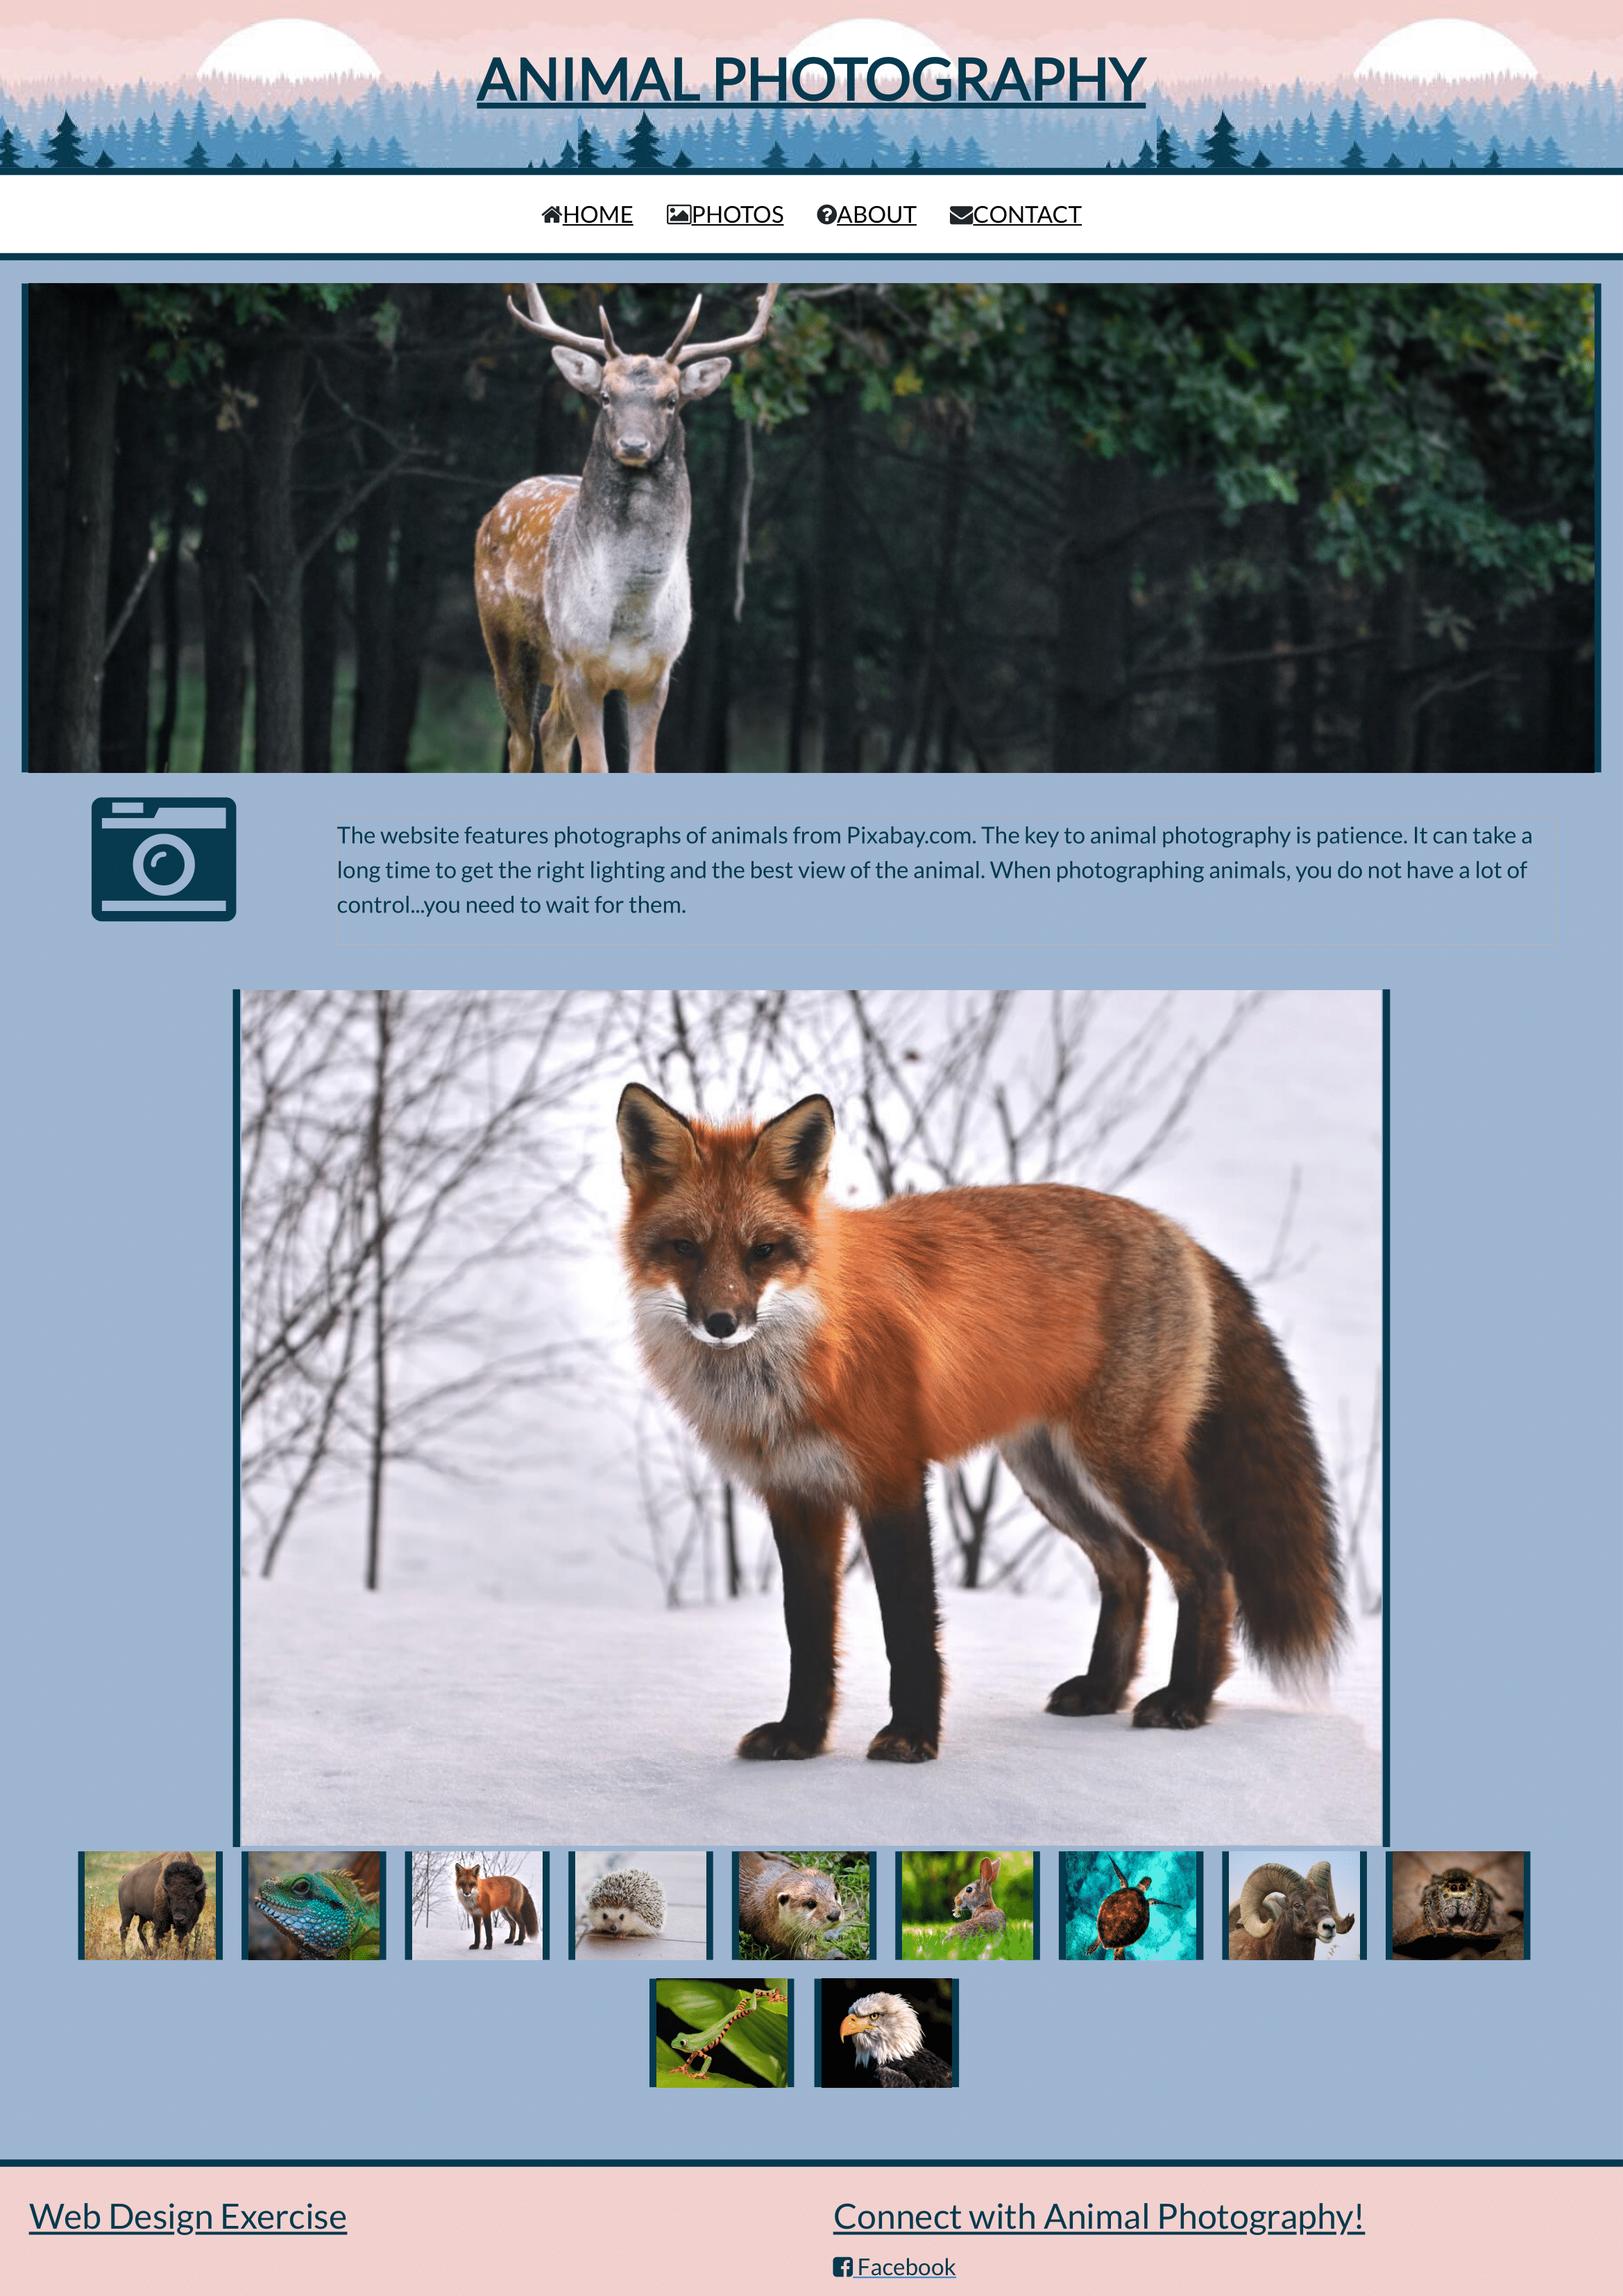 ANIMAL PHOTOGRAPHY
HOME PHOTOS ABOUT CONTACT
The website features photographs of animals from Pixabay.com. The key to animal photography is patience. It can take a
long time to get the right lighting and the best view of the animal. When photographing animals, you do not have a lot of
control...you need to wait for them.
Web Design Exercise
Connect with Animal Photography!
Facebook